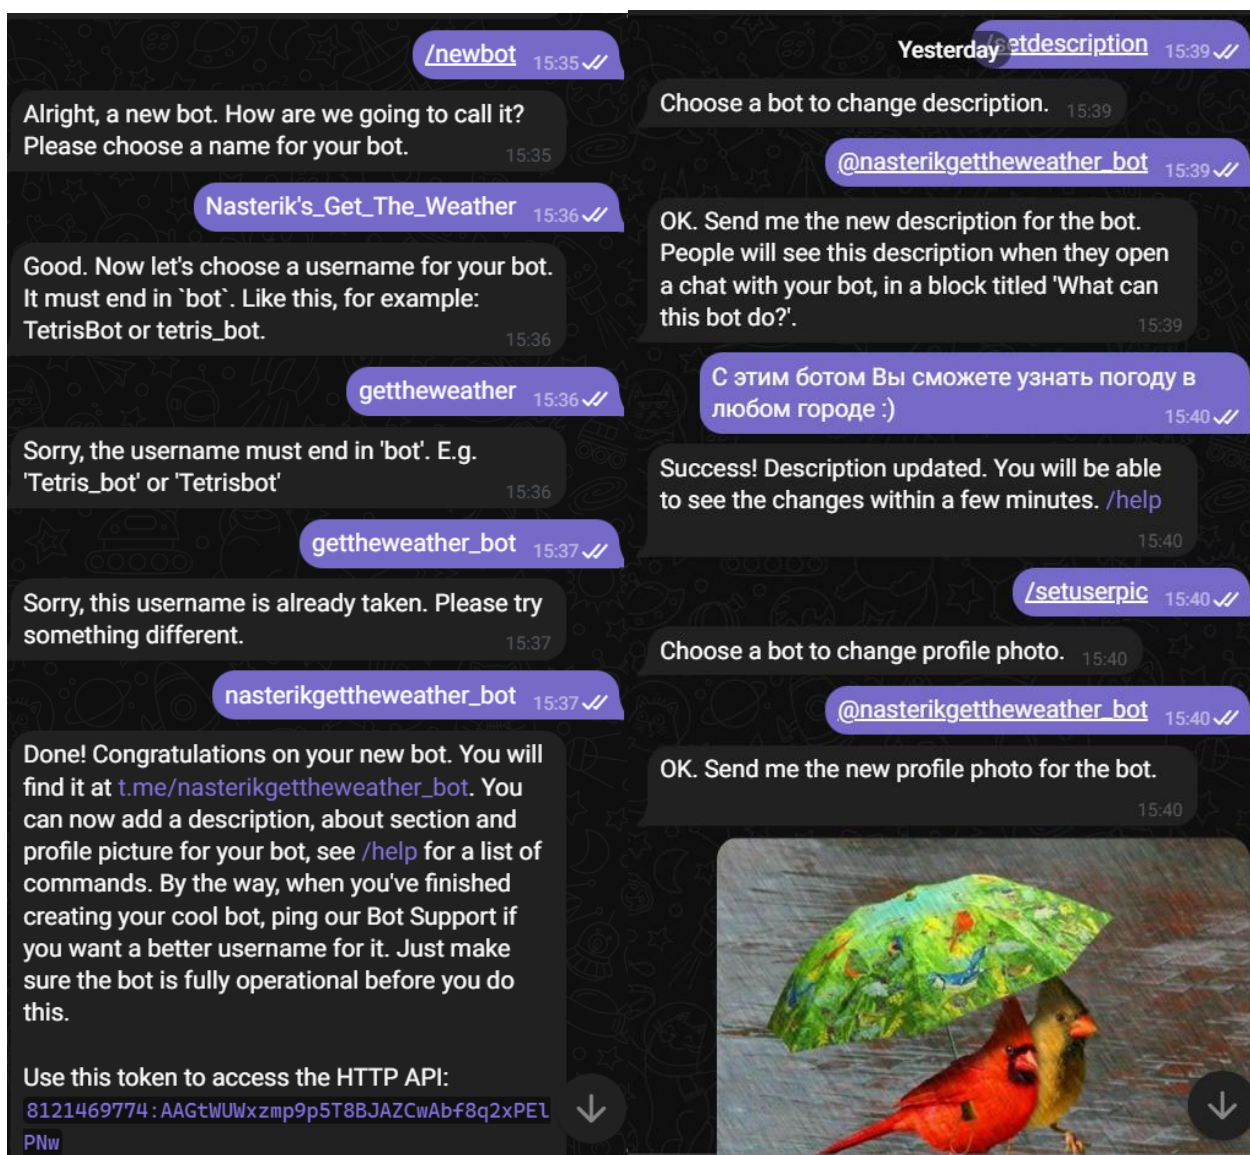 /newbot 15:35
Alright, a new bot. How are we going to call it?
Please choose a name for your bot. 15:35
Nasterik's_Get_The_Weather 15:36
Good. Now let's choose a username for your bot.
It must end in `bot`. Like this, for example:
TetrisBot or tetris_bot. 15:36
gettheweather 15:36
Sorry, the username must end in 'bot'. E.g.
'Tetris_bot' or 'Tetrisbot' 15:36
gettheweather_bot 15:37
Sorry, this username is already taken. Please try
something different. 15:37
nasterikgettheweather_bot 15:37
Done! Congratulations on your new bot. You will
find it at t.me/nasterikgettheweather_bot. You
can now add a description, about section and
profile picture for your bot, see /help for a list of
commands. By the way, when you've finished
creating your cool bot, ping our Bot Support if
you want a better username for it. Just make
sure the bot is fully operational before you do
this.
Use this token to access the HTTP API:
8121469774:AAGtWUWxzmp9p5T8BJAZCwAbf8q2xPEl
PNw
Yesterday
/setdescription 15:39
Choose a bot to change description. 15:39
@nasterikgettheweather_bot 15:39
OK. Send me the new description for the bot.
People will see this description when they open
a chat with your bot, in a block titled 'What can
this bot do?'. 15:39
С этим ботом Вы сможете узнать погоду в
любом городе :) 15:40
Success! Description updated. You will be able
to see the changes within a few minutes. /help
15:40
/setuserpic 15:40
Choose a bot to change profile photo. 15:40
@nasterikgettheweather_bot 15:40
OK. Send me the new profile photo for the bot.
15:40